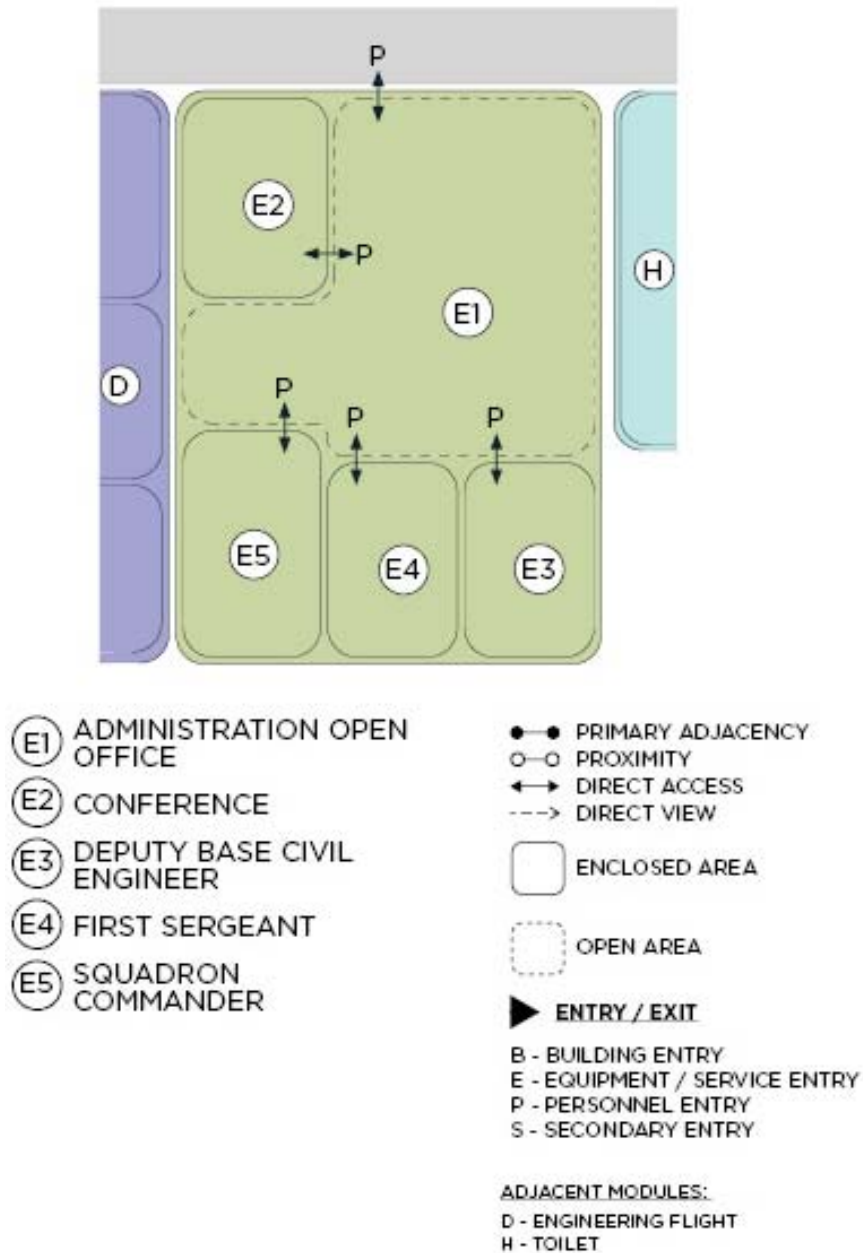 P
E2
P
H
E1
D
P
P
P
E5
E4
E3
E1 ADMINISTRATION OPEN
OFFICE
E2 CONFERENCE
E3 DEPUTY BASE CIVIL
ENGINEER
E4 FIRST SERGEANT
E5 SQUADRON
COMMANDER
PRIMARY ADJACENCY
PROXIMITY
DIRECT ACCESS
DIRECT VIEW
ENCLOSED AREA
OPEN AREA
ENTRY / EXIT
B - BUILDING ENTRY
E - EQUIPMENT / SERVICE ENTRY
P - PERSONNEL ENTRY
S - SECONDARY ENTRY
ADJACENT MODULES:
D - ENGINEERING FLIGHT
H - TOILET